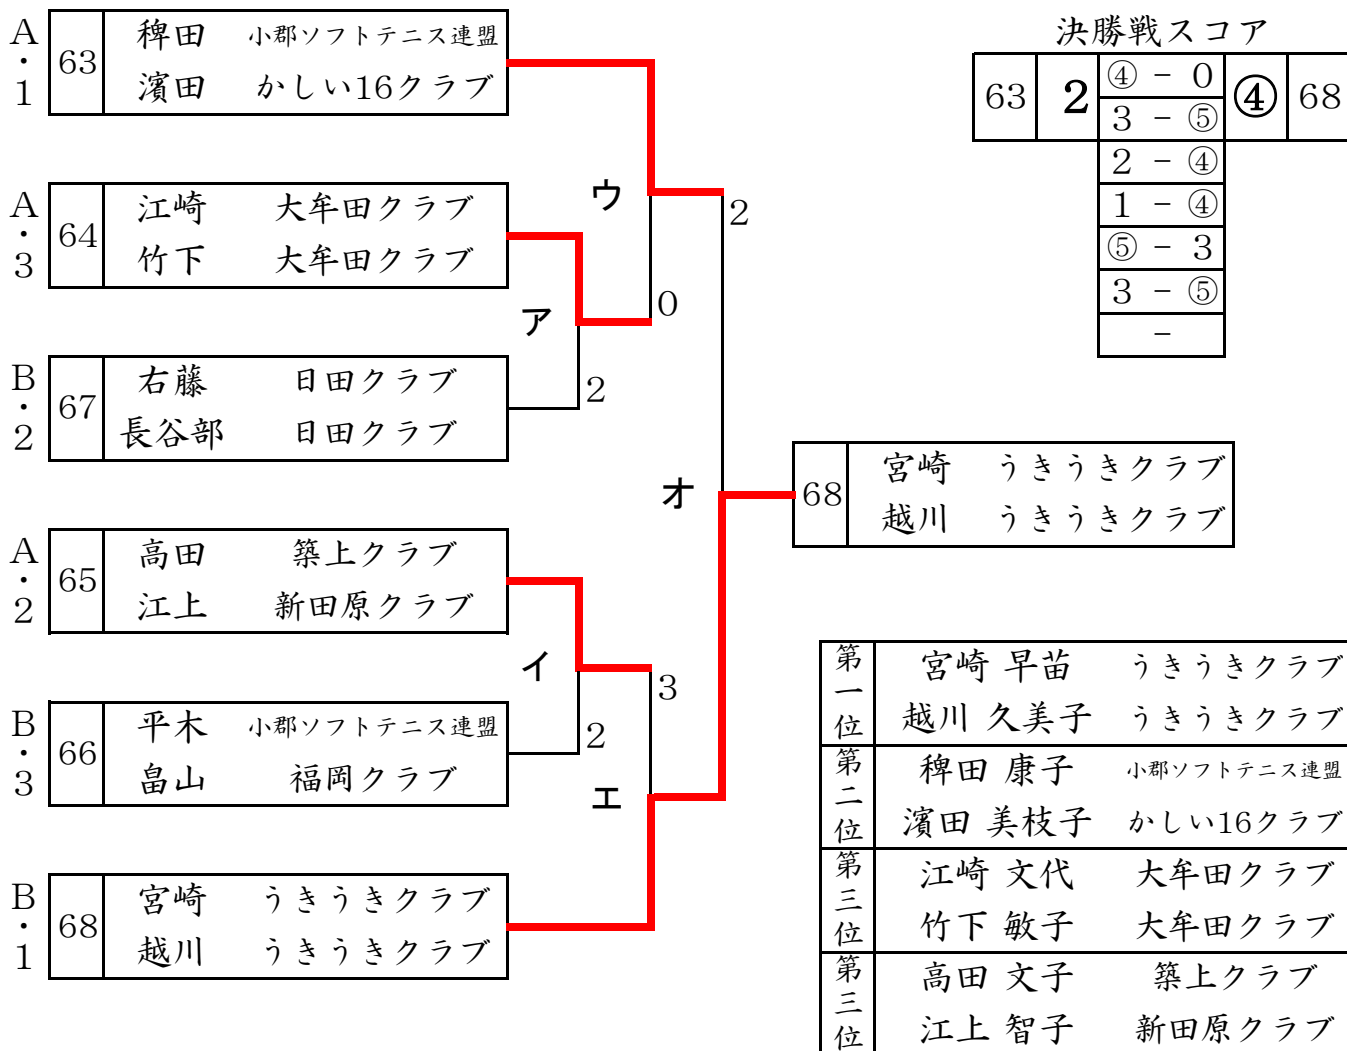 A・1 63 稗田 小郡ソフトテニス連盟
濱田 かしい16クラブ
A・3 64 江崎 大牟田クラブ
竹下 大牟田クラブ
B・2 67 右藤 日田クラブ
長谷部 日田クラブ
A・2 65 高田 築上クラブ
江上 新田原クラブ
B・3 66 平木 小郡ソフトテニス連盟
畠山 福岡クラブ
B・1 68 宮崎 うきうきクラブ
越川 うきうきクラブ
ア
2
イ
2
ウ
0
エ
3
オ
2
68 宮崎 うきうきクラブ
越川 うきうきクラブ
決勝戦スコア
63 2 ④ 68
④ - 0
3 - ⑤
2 - ④
1 - ④
⑤ - 3
3 - ⑤
-
第一位 宮崎 早苗 うきうきクラブ
越川 久美子 うきうきクラブ
第二位 稗田 康子 小郡ソフトテニス連盟
濱田 美枝子 かしい16クラブ
第三位 江崎 文代 大牟田クラブ
竹下 敏子 大牟田クラブ
第三位 高田 文子 築上クラブ
江上 智子 新田原クラブ